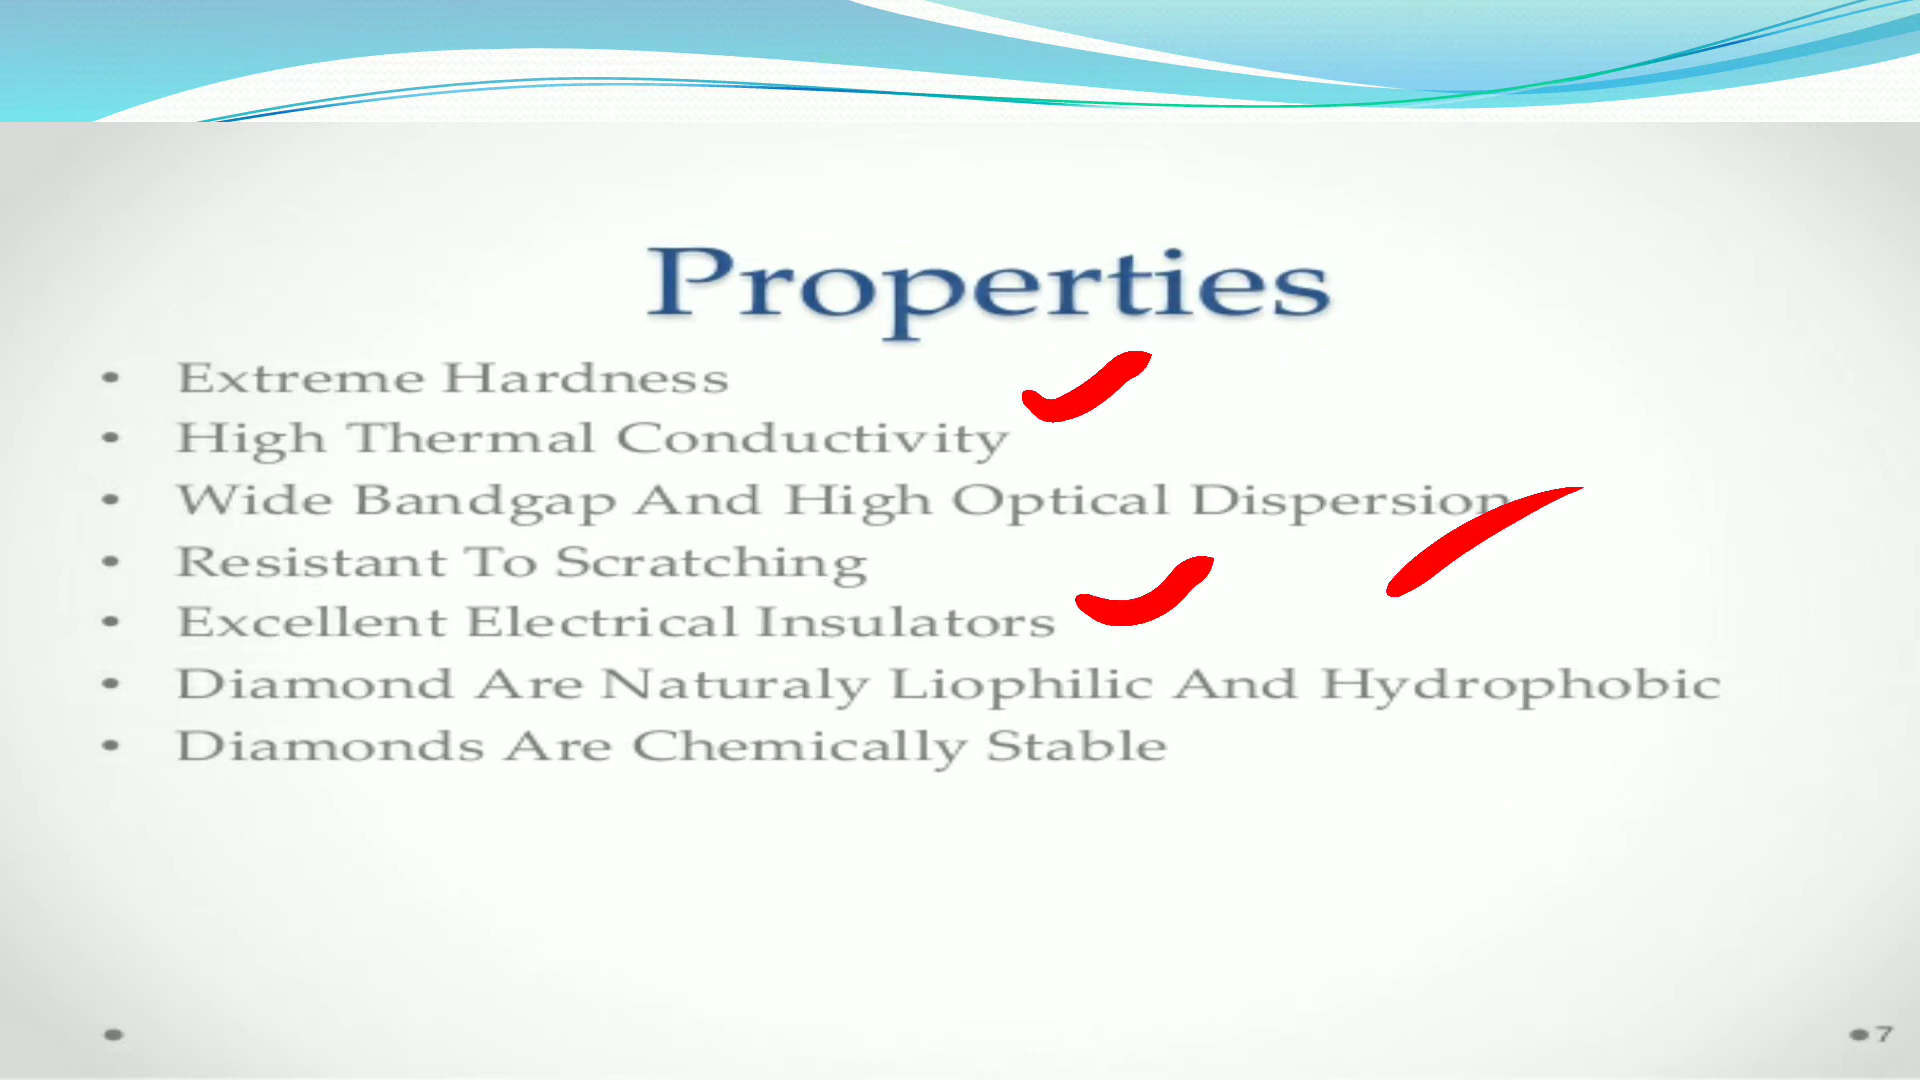 Properties
• Extreme Hardness
• High Thermal Conductivity
• Wide Bandgap And High Optical Dispersion
• Resistant To Scratching
• Excellent Electrical Insulators
• Diamond Are Naturaly Liophilic And Hydrophobic
• Diamonds Are Chemically Stable
• 7